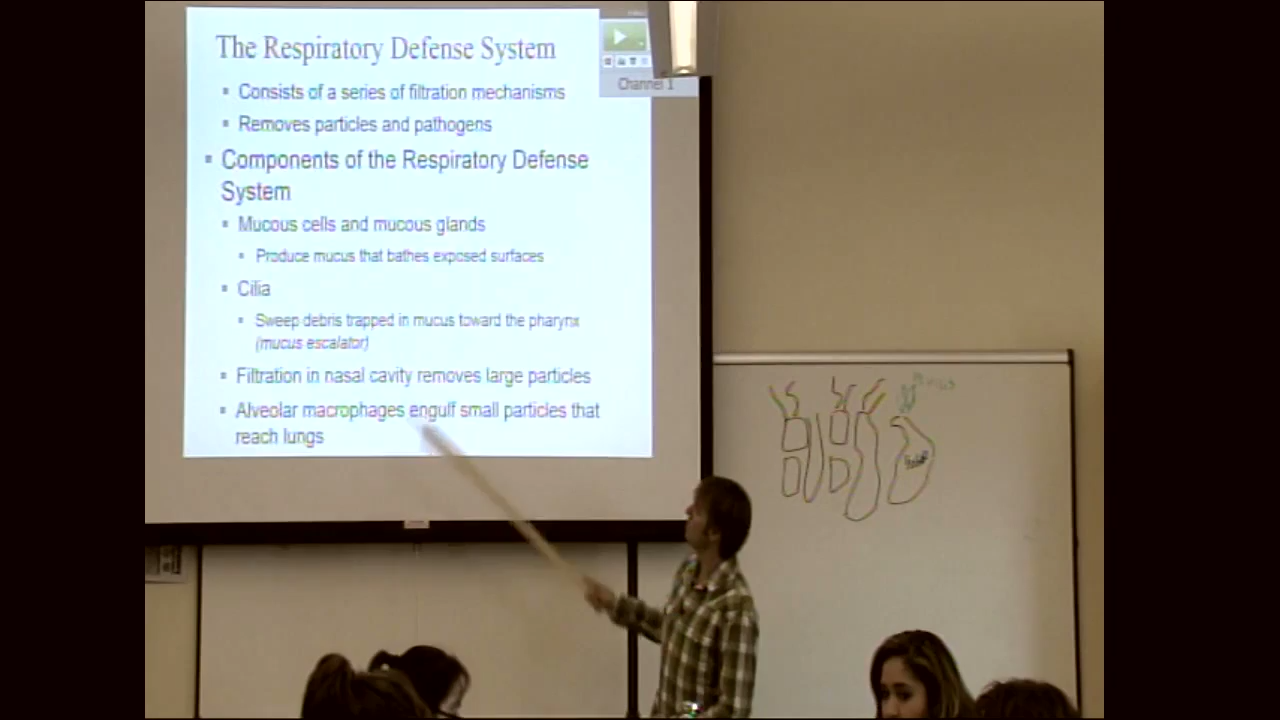 The Respiratory Defense System
Consists of a series of filtration mechanisms
Removes particles and pathogens
Components of the Respiratory Defense
System
Mucous cells and mucous glands
Produce mucus that bathes exposed surfaces
Cilia
Sweep debris trapped in mucus toward the pharynx
(mucus escalator)
Filtration in nasal cavity removes large particles
Alveolar macrophages engulf small particles that
reach lungs
Channel 1